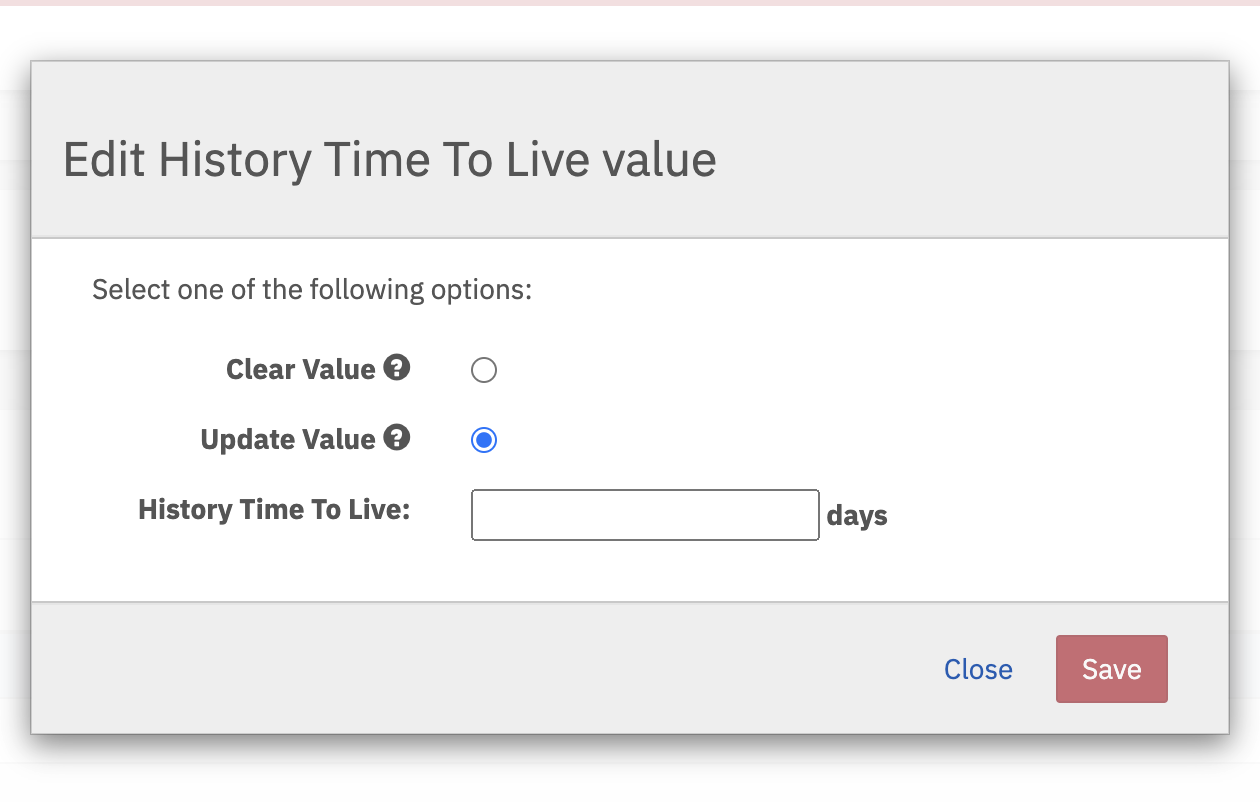 Edit History Time To Live value
Select one of the following options:
Clear Value ?
Update Value ?
History Time To Live: days
Close Save